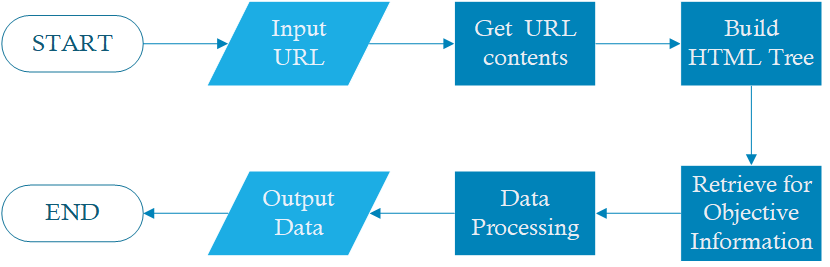 START
Input
URL
Get URL
contents
Build
HTML Tree
Retrieve for
Objective
Information
Data
Processing
Output
Data
END